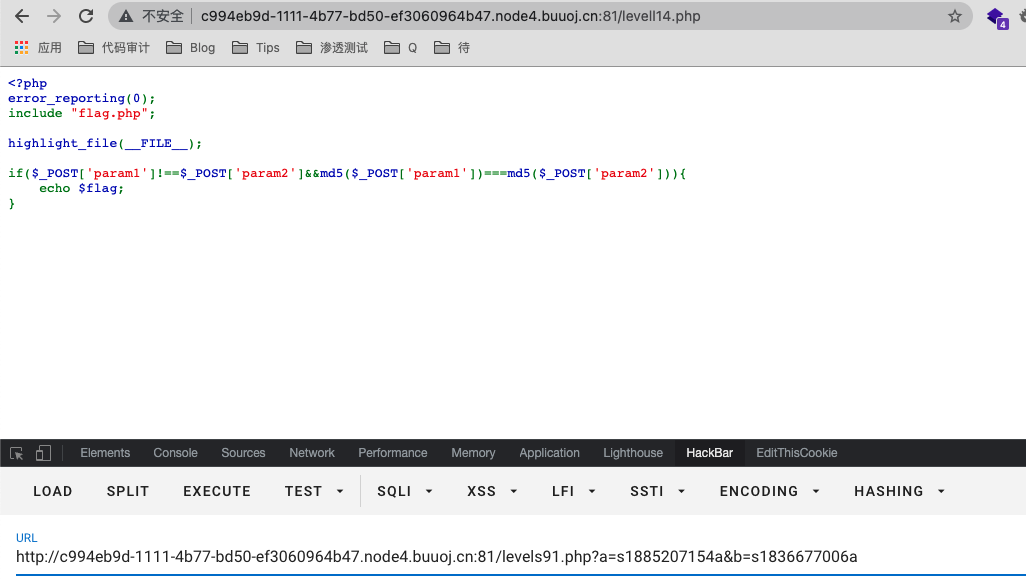 不安全 c994eb9d-1111-4b77-bd50-ef3060964b47.node4.buuoj.cn:81/levell14.php
4
应用 代码审计 Blog Tips 渗透测试 Q 待
<?php
error_reporting(0);
include "flag.php";
highlight_file(__FILE__);
if($_POST['param1']!==$_POST['param2']&&md5($_POST['param1'])===md5($_POST['param2'])){
    echo $flag;
}
Elements Console Sources Network Performance Memory Application Lighthouse HackBar EditThisCookie
LOAD SPLIT EXECUTE TEST SQLI XSS LFI SSTI ENCODING HASHING
URL
http://c994eb9d-1111-4b77-bd50-ef3060964b47.node4.buuoj.cn:81/levels91.php?a=s1885207154a&b=s1836677006a